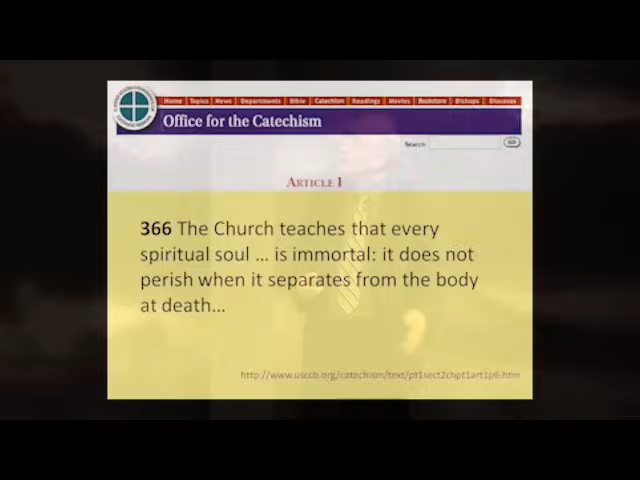 Home Topics News Departments Bible Catechism Readings Movies Bookstore Bishops Dioceses
Office for the Catechism
Search GO
ARTICLE 1
366 The Church teaches that every
spiritual soul ... is immortal: it does not
perish when it separates from the body
at death...
http://www.usccb.org/catechism/text/pt1sect2chpt1art1p6.htm